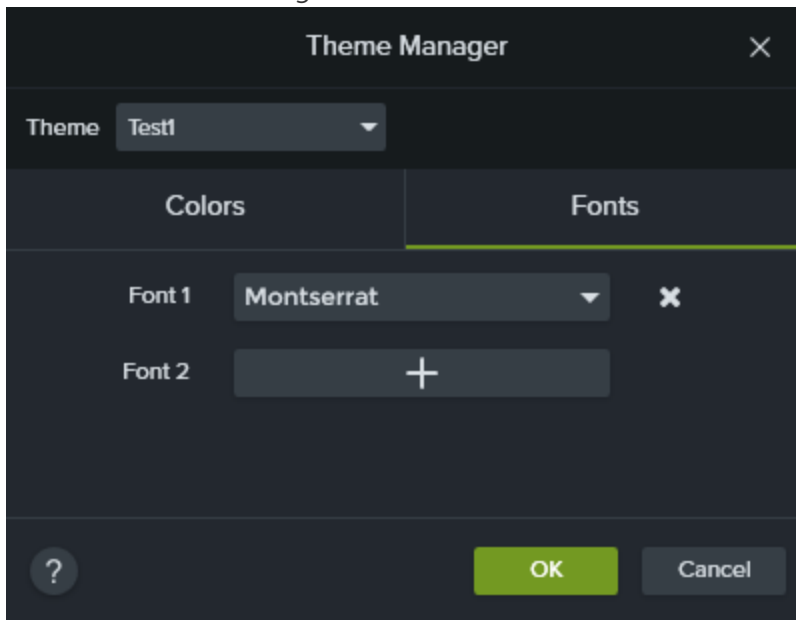 Theme Manager
Theme Test1
Colors Fonts
Font 1 Montserrat
Font 2
?
OK Cancel